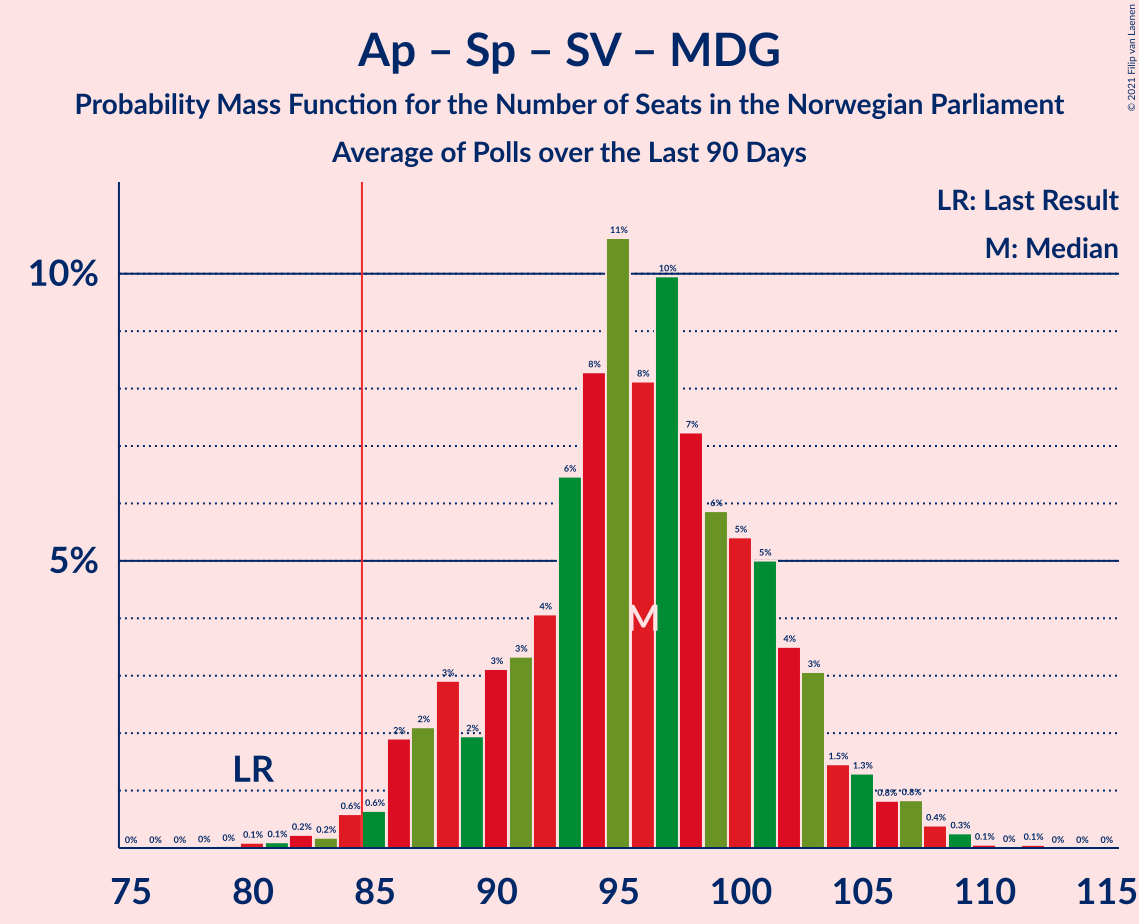 Ap – Sp – SV – MDG
Probability Mass Function for the Number of Seats in the Norwegian Parliament
Average of Polls over the Last 90 Days
© 2021 Filip van Laenen
LR: Last Result
M: Median
10%
5%
LR
M
0% 0% 0% 0% 0% 0.1% 0.1% 0.2% 0.2% 0.6% 0.6% 2% 2% 3% 2% 3% 3% 4% 6% 8% 11% 8% 10% 7% 6% 5% 5% 4% 3% 1.5% 1.3% 0.8% 0.8% 0.4% 0.3% 0.1% 0% 0.1% 0% 0% 0%
75 80 85 90 95 100 105 110 115